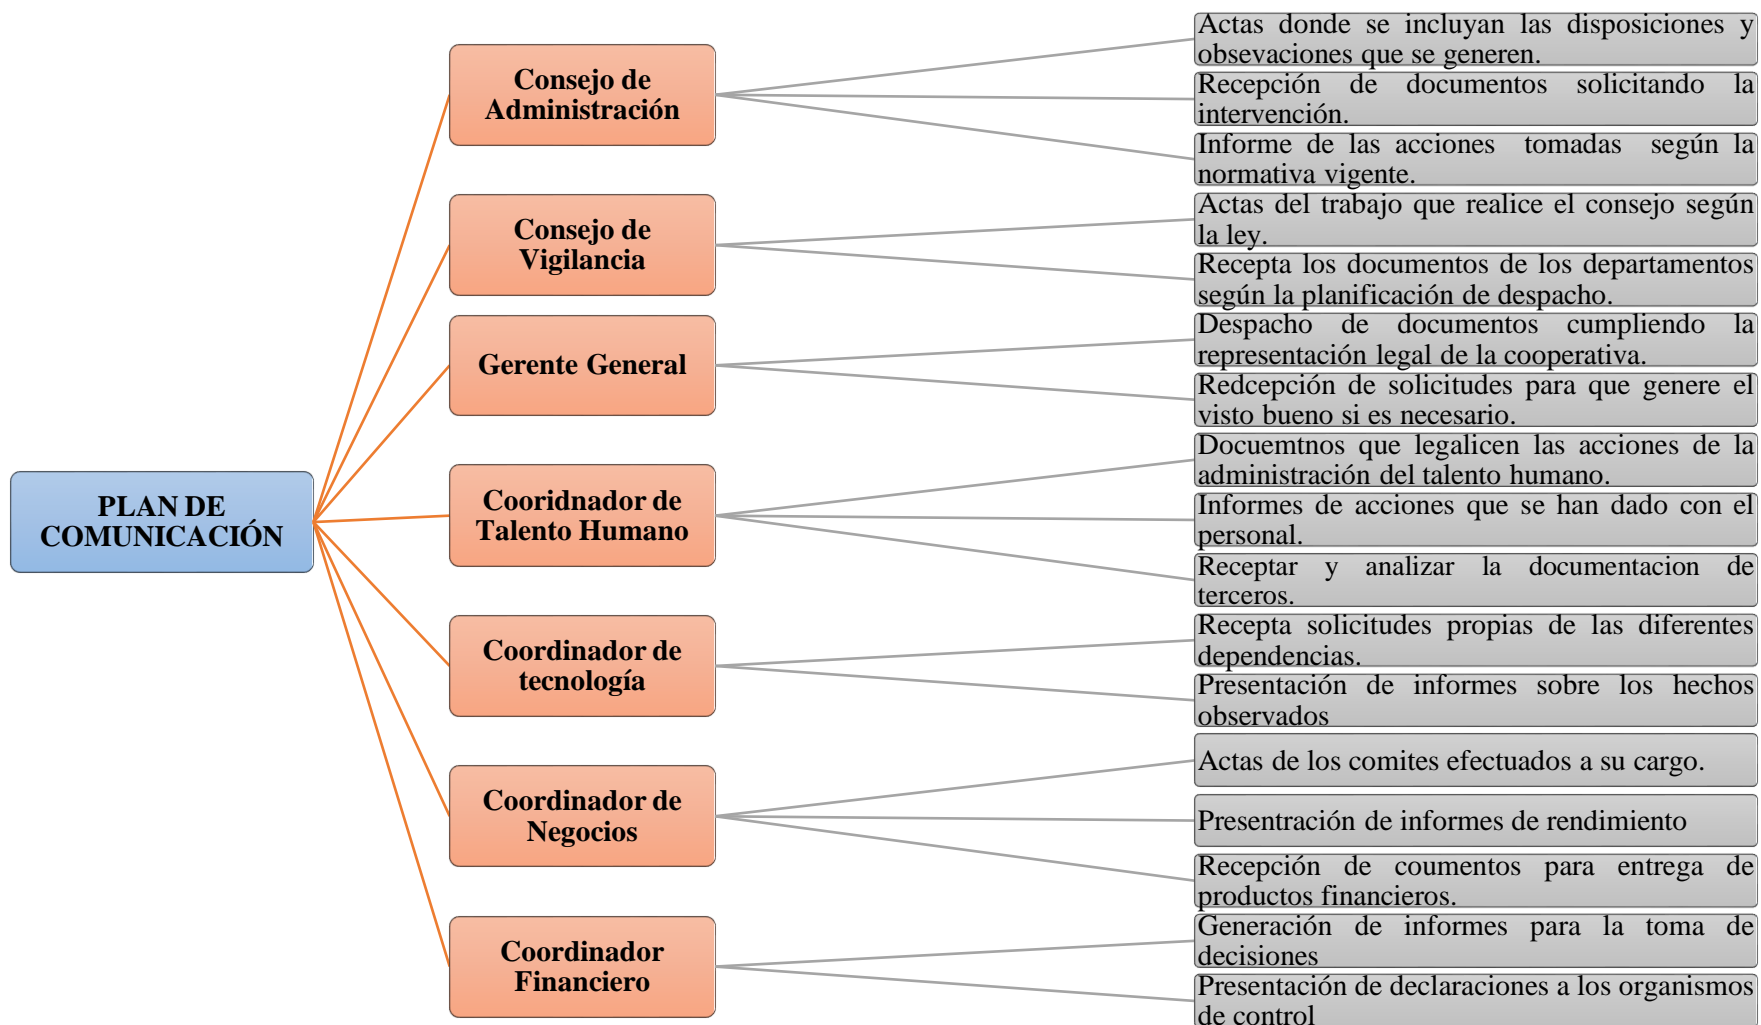 PLAN DE
COMUNICACIÓN
Consejo de
Administración
Actas donde se incluyan las disposiciones y
obsevaciones que se generen.
Recepción de documentos solicitando la
intervención.
Informe de las acciones tomadas según la
normativa vigente.
Consejo de
Vigilancia
Actas del trabajo que realice el consejo según
la ley.
Recepta los documentos de los departamentos
según la planificación de despacho.
Gerente General
Despacho de documentos cumpliendo la
representación legal de la cooperativa.
Redcepción de solicitudes para que genere el
visto bueno si es necesario.
Cooridnador de
Talento Humano
Docuemtnos que legalicen las acciones de la
administración del talento humano.
Informes de acciones que se han dado con el
personal.
Receptar y analizar la documentacion de
terceros.
Coordinador de
tecnología
Recepta solicitudes propias de las diferentes
dependencias.
Presentación de informes sobre los hechos
observados
Coordinador de
Negocios
Actas de los comites efectuados a su cargo.
Presentración de informes de rendimiento
Recepción de coumentos para entrega de
productos financieros.
Coordinador
Financiero
Generación de informes para la toma de
decisiones
Presentación de declaraciones a los organismos
de control